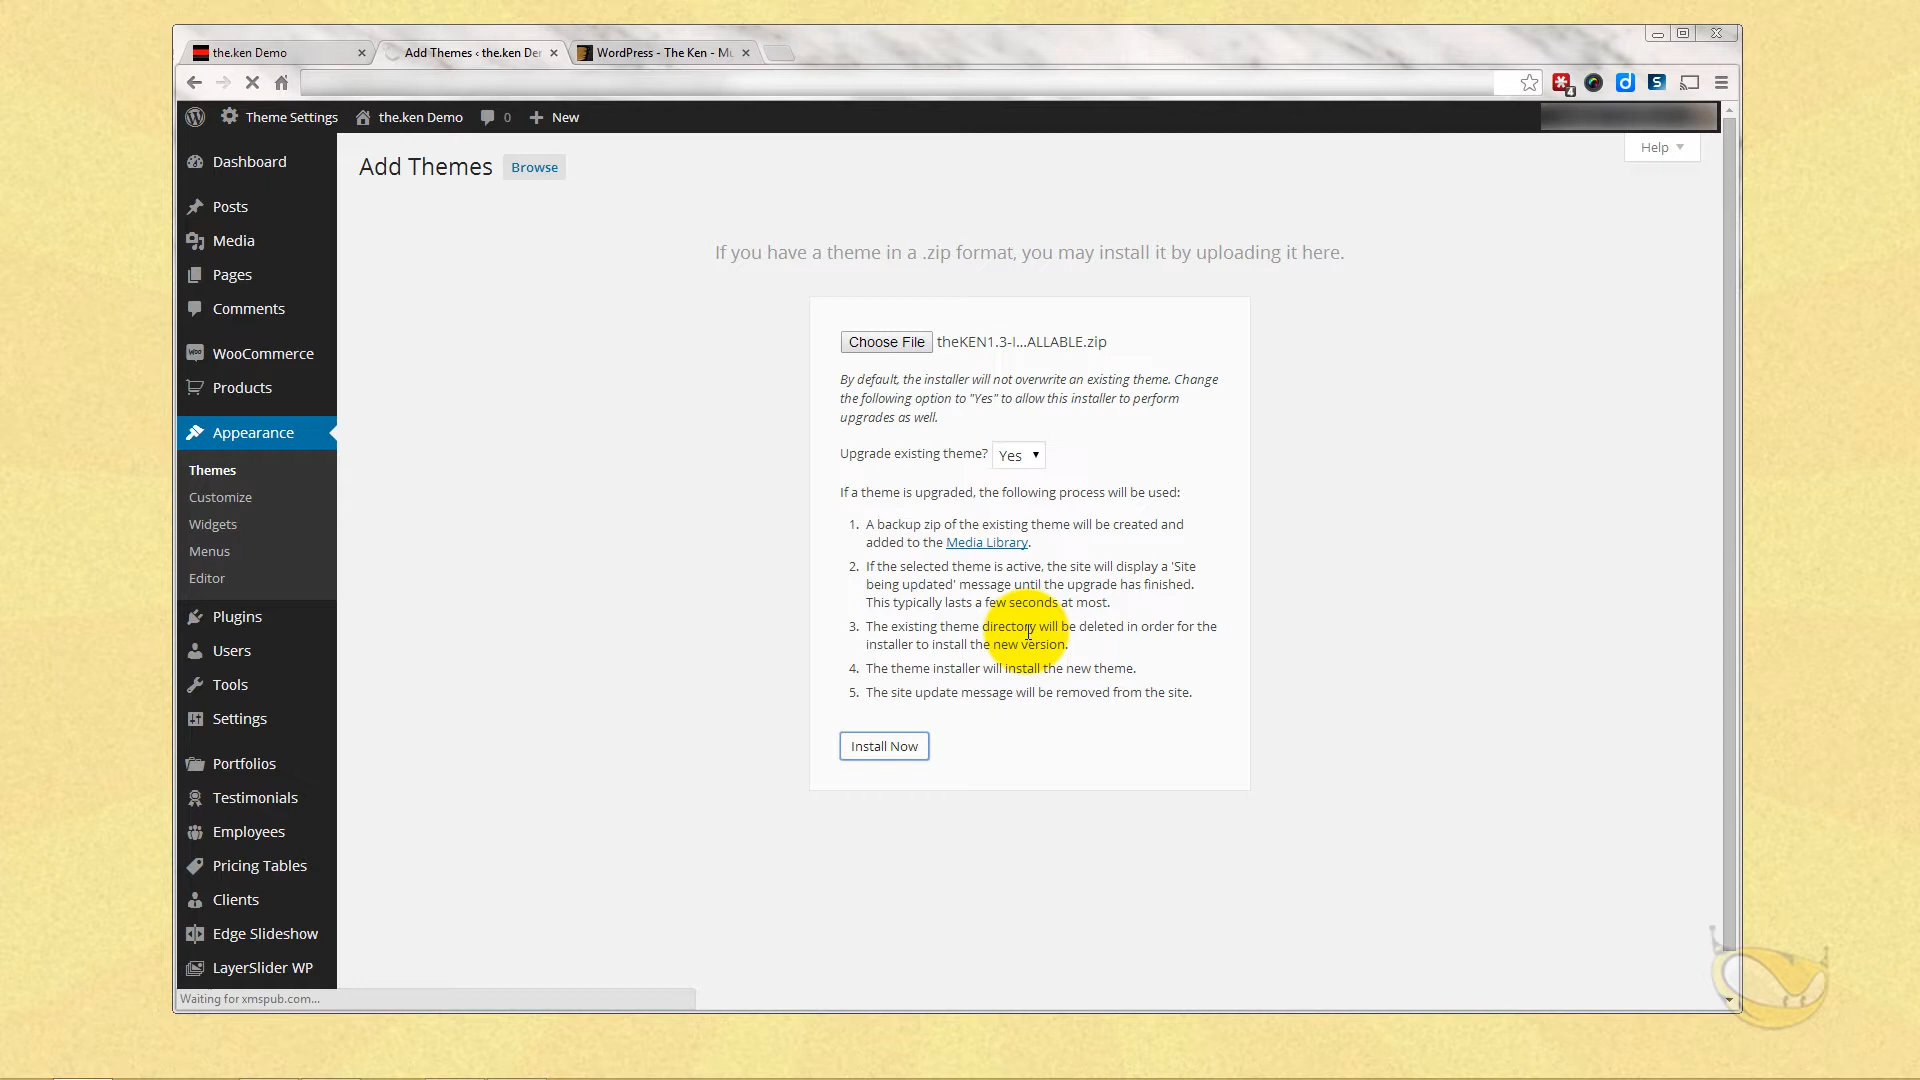 the.ken Demo
Add Themes ‹ the.ken De
WordPress - The Ken - Mu
4
Theme Settings
the.ken Demo
0
New
Help
Add Themes
Browse
Dashboard
Posts
Media
Pages
Comments
WooCommerce
Products
Appearance
Themes
Customize
Widgets
Menus
Editor
Plugins
Users
Tools
Settings
Portfolios
Testimonials
Employees
Pricing Tables
Clients
Edge Slideshow
LayerSlider WP
If you have a theme in a .zip format, you may install it by uploading it here.
Choose File theKEN1.3-I...ALLABLE.zip
By default, the installer will not overwrite an existing theme. Change
the following option to "Yes" to allow this installer to perform
upgrades as well.
Upgrade existing theme? Yes
If a theme is upgraded, the following process will be used:
1. A backup zip of the existing theme will be created and
added to the Media Library.
2. If the selected theme is active, the site will display a 'Site
being updated' message until the upgrade has finished.
This typically lasts a few seconds at most.
3. The existing theme directory will be deleted in order for the
installer to install the new version.
4. The theme installer will install the new theme.
5. The site update message will be removed from the site.
Install Now
Waiting for xmspub.com...